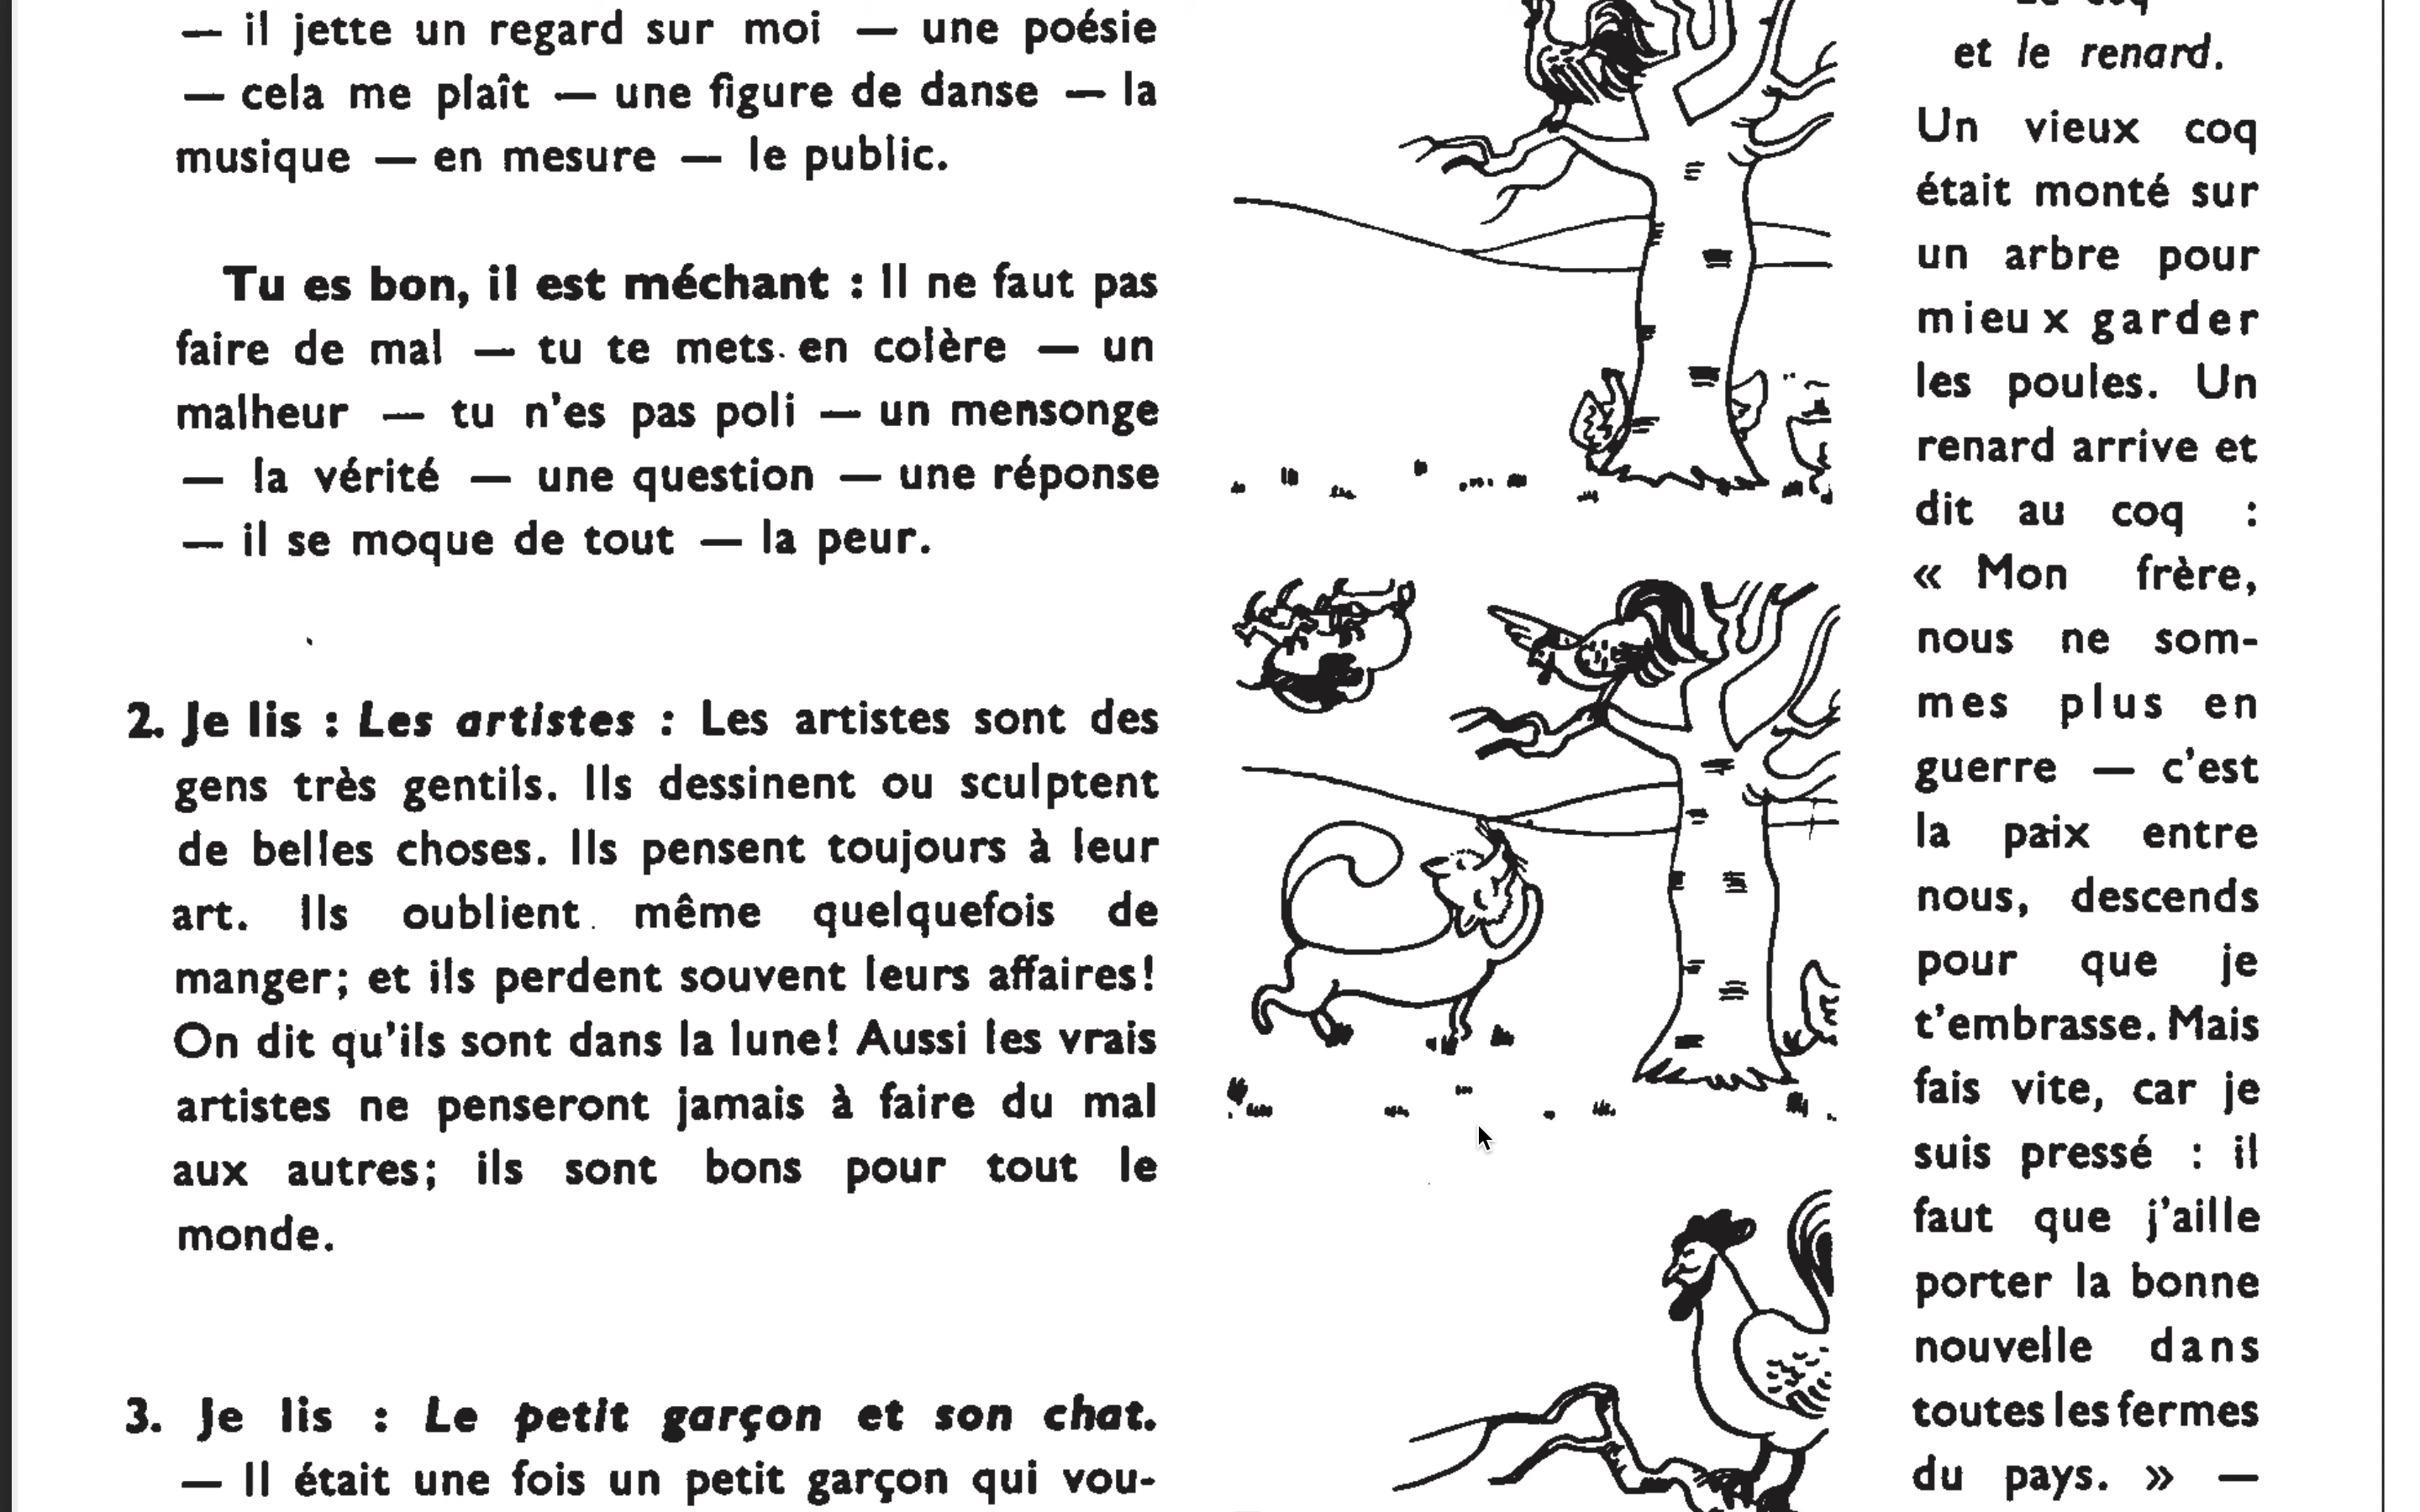 — il jette un regard sur moi — une poésie
— cela me plaît — une figure de danse — la
musique — en mesure — le public.
Tu es bon, il est méchant : Il ne faut pas
faire de mal — tu te mets en colère — un
malheur — tu n'es pas poli — un mensonge
— la vérité — une question — une réponse
— il se moque de tout — la peur.
2. Je lis : Les artistes : Les artistes sont des
gens très gentils. Ils dessinent ou sculptent
de belles choses. Ils pensent toujours à leur
art. Ils oublient même quelquefois de
manger; et ils perdent souvent leurs affaires!
On dit qu'ils sont dans la lune! Aussi les vrais
artistes ne penseront jamais à faire du mal
aux autres; ils sont bons pour tout le
monde.
3. Je lis : Le petit garçon et son chat.
— Il était une fois un petit garçon qui vou-
et le renard.
Un vieux coq
était monté sur
un arbre pour
mieux garder
les poules. Un
renard arrive et
dit au coq :
« Mon frère,
nous ne som-
mes plus en
guerre — c'est
la paix entre
nous, descends
pour que je
t'embrasse. Mais
fais vite, car je
suis pressé : il
faut que j'aille
porter la bonne
nouvelle dans
toutes les fermes
du pays. » —